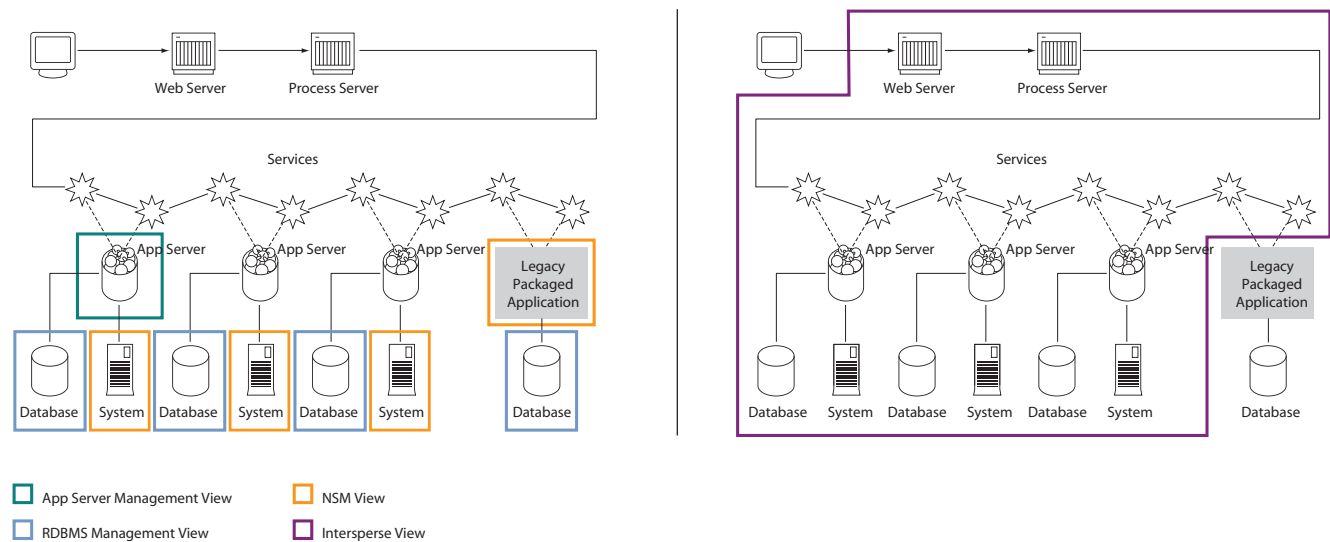 Web Server
Process Server
Services
App Server
App Server
App Server
Legacy
Packaged
Application
Database
System
Database
System
Database
System
Database
Web Server
Process Server
Services
App Server
App Server
App Server
Legacy
Packaged
Application
Database
System
Database
System
Database
System
Database
App Server Management View
NSM View
RDBMS Management View
Intersperse View